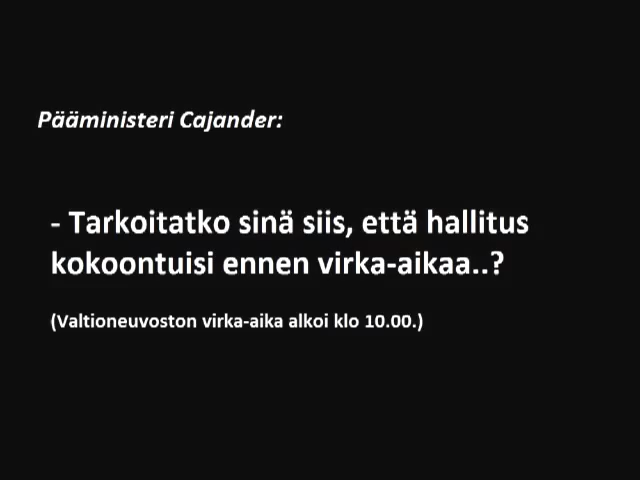 Pääministeri Cajander:
- Tarkoitatko sinä siis, että hallitus
kokoontuisi ennen virka-aikaa..?
(Valtioneuvoston virka-aika alkoi klo 10.00.)